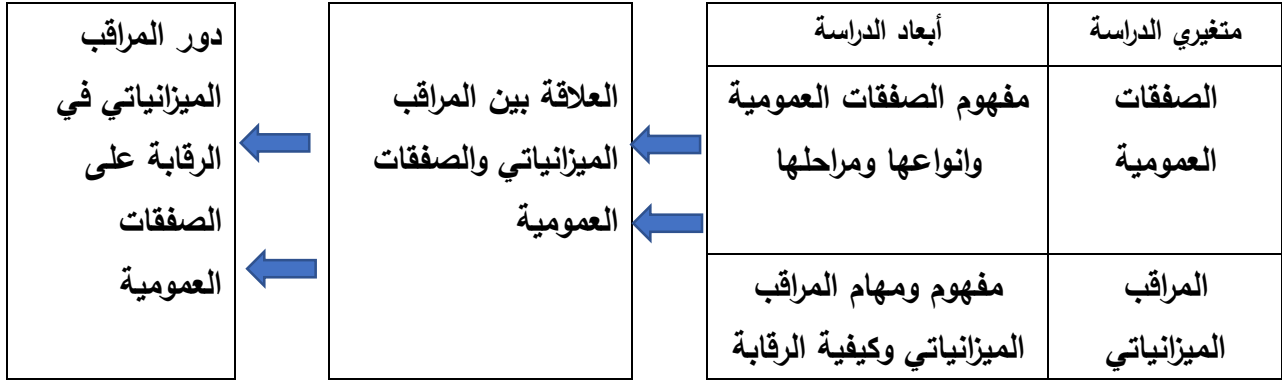 متغيري الدراسة
أبعاد الدراسة
الصفقات
العمومية
مفهوم الصفقات العمومية
وانواعها ومراحلها
المراقب
الميزانياتي
مفهوم ومهام المراقب
الميزانياتي وكيفية الرقابة
العلاقة بين المراقب
الميزانياتي والصفقات
العمومية
دور المراقب
الميزانياتي في
الرقابة على
الصفقات
العمومية